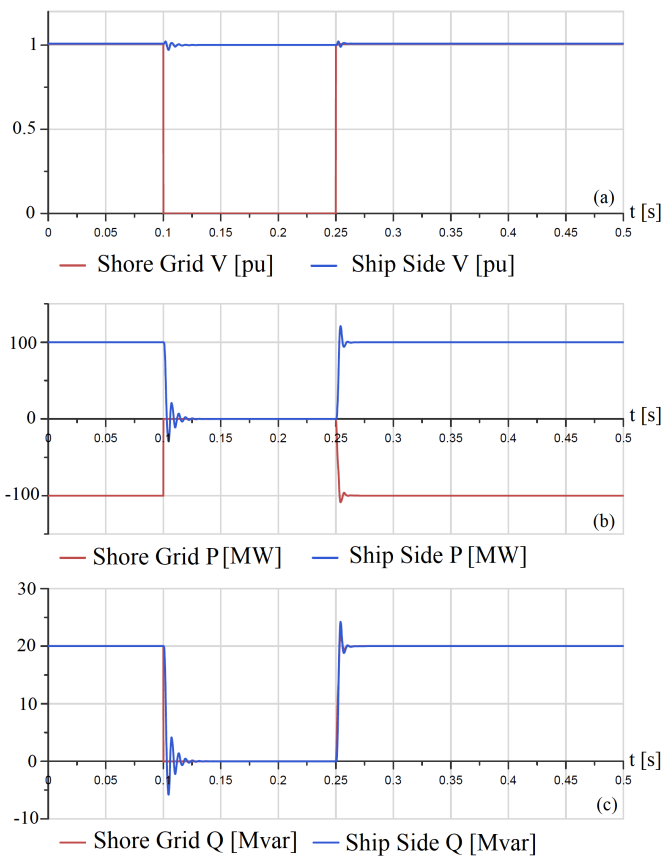 1
0.5
0
(a)
t [s]
0 0.05 0.1 0.15 0.2 0.25 0.3 0.35 0.4 0.45 0.5
Shore Grid V [pu] Ship Side V [pu]
100
0
-100
t [s]
0 0.05 0.1 0.15 0.2 0.25 0.3 0.35 0.4 0.45 0.5
(b)
Shore Grid P [MW] Ship Side P [MW]
30
20
10
0
-10
t [s]
0 0.05 0.1 0.15 0.2 0.25 0.3 0.35 0.4 0.45 0.5
(c)
Shore Grid Q [Mvar] Ship Side Q [Mvar]